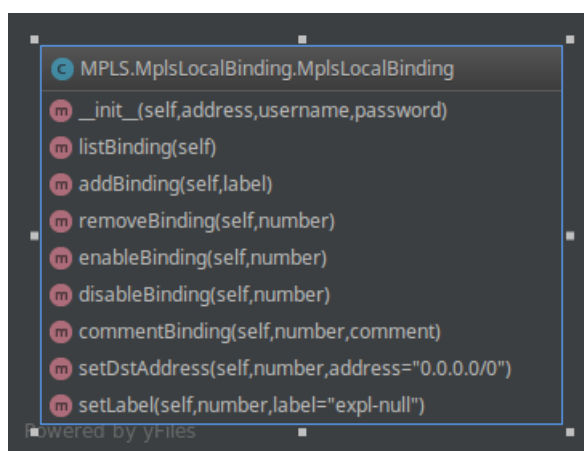 C MPLS.MplsLocalBinding.MplsLocalBinding
m __init__(self,address,username,password)
m listBinding(self)
m addBinding(self,label)
m removeBinding(self,number)
m enableBinding(self,number)
m disableBinding(self,number)
m commentBinding(self,number,comment)
m setDstAddress(self,number,address="0.0.0.0/0")
m setLabel(self,number,label="expl-null")
Powered by yFiles